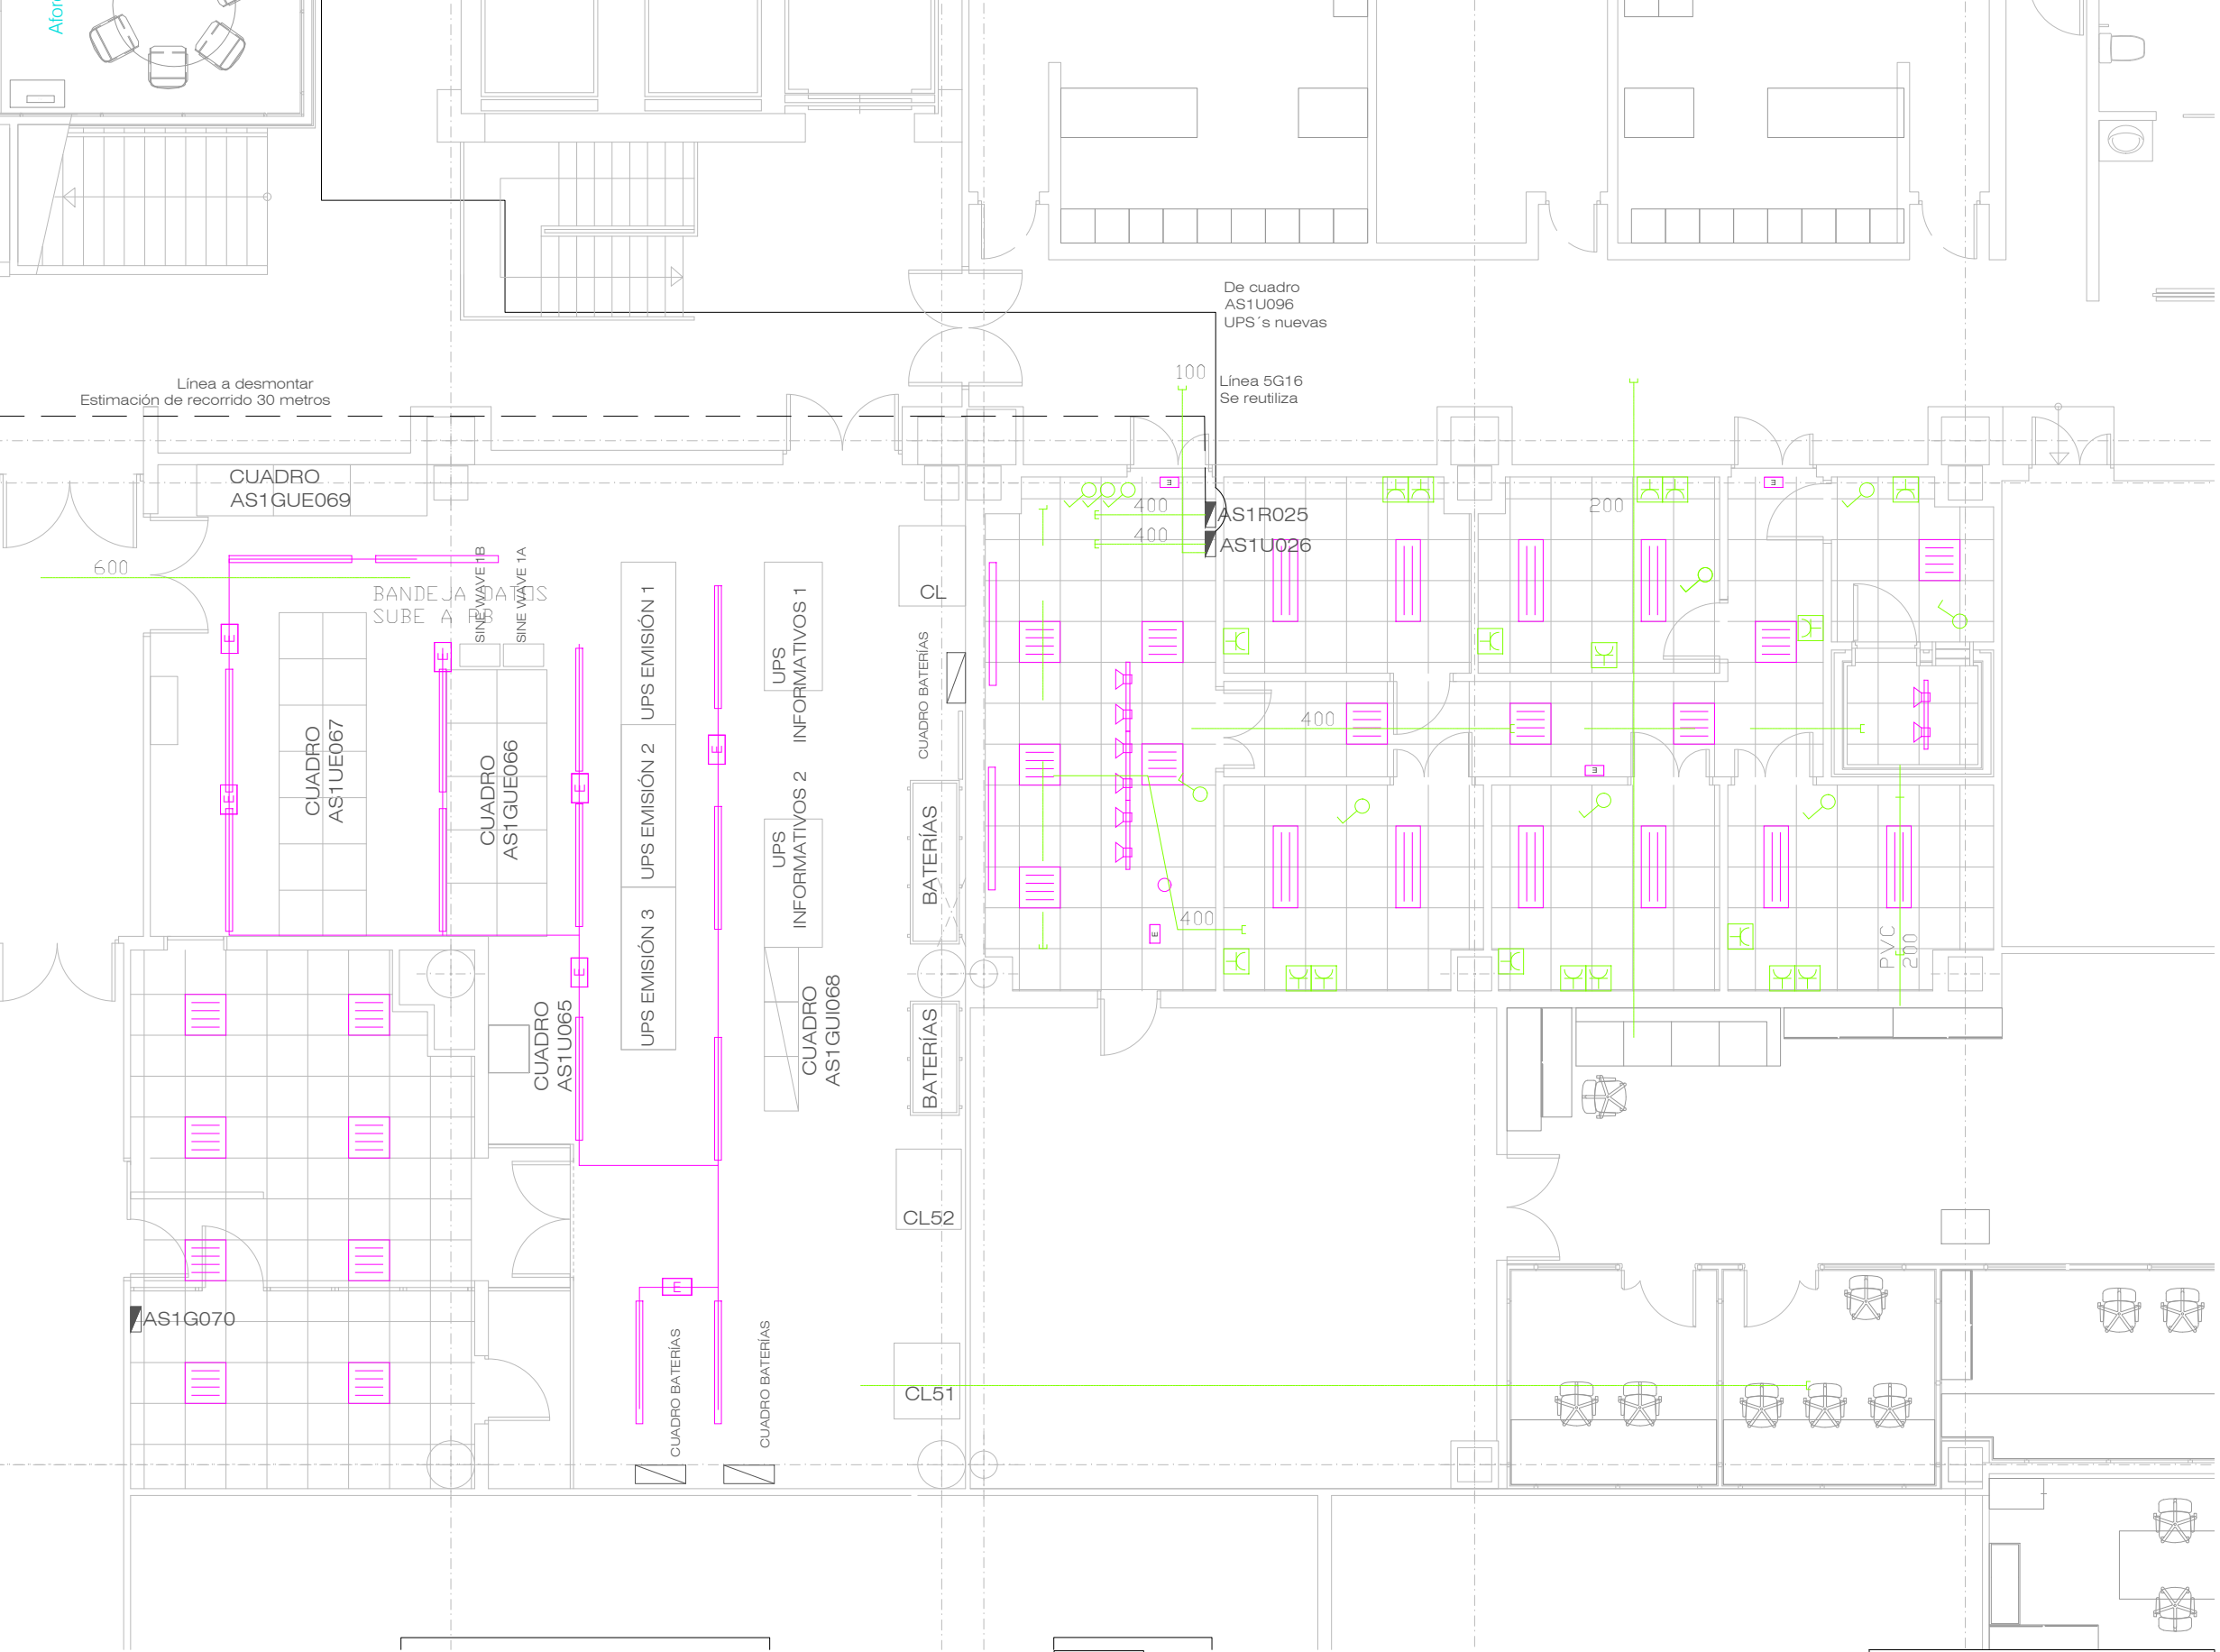 Afor
De cuadro
AS1U096
UPS´s nuevas
Línea a desmontar
Estimación de recorrido 30 metros
100
Línea 5G16
Se reutiliza
CUADRO
AS1GUE069
400
AS1R025
400
AS1U026
200
600
BANDEJA DATOS
SUBE A PB
SINE WAVE 1B
SINE WAVE 1A
UPS EMISIÓN 1
UPS EMISIÓN 2
UPS EMISIÓN 3
UPS
INFORMATIVOS 1
UPS
INFORMATIVOS 2
CL
CUADRO BATERÍAS
CUADRO
AS1UE067
CUADRO
AS1GUE066
E
E
E
E
E
E
E
E
E
E
E
400
BATERÍAS
400
PVC
200
CUADRO
AS1U065
CUADRO
AS1GUI068
BATERÍAS
CL52
E
AS1G070
CUADRO BATERÍAS
CUADRO BATERÍAS
CL51